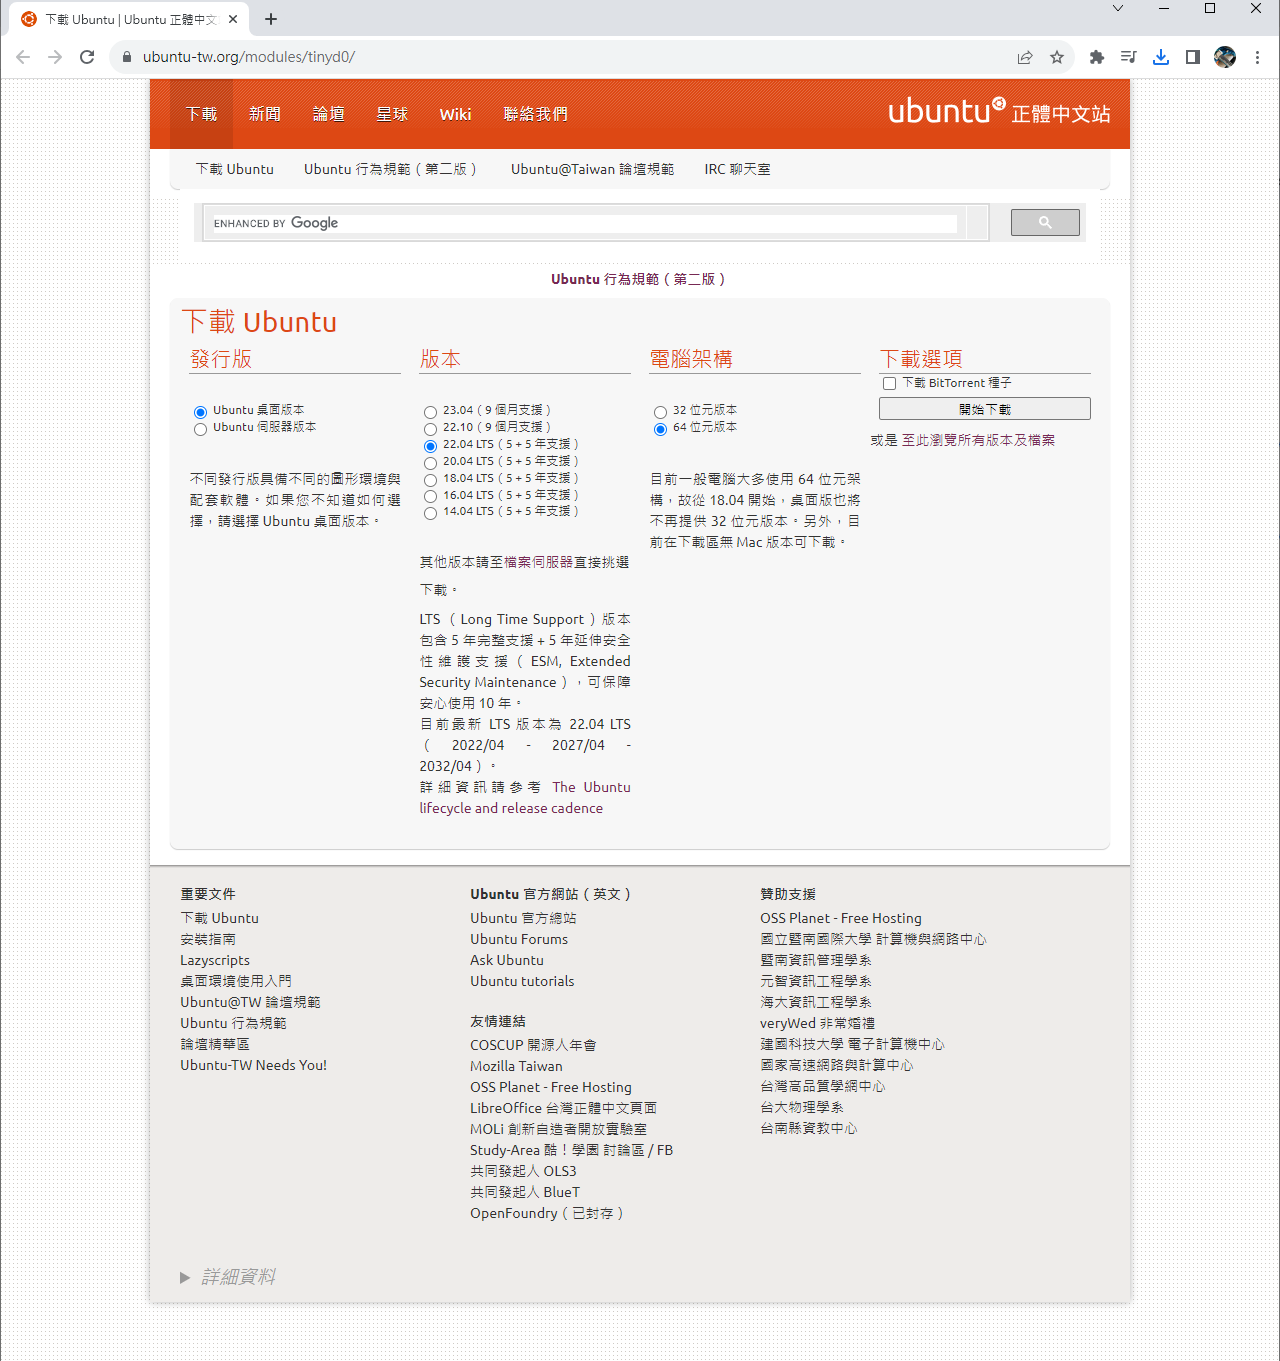 下載 Ubuntu | Ubuntu 正體中文
ubuntu-tw.org/modules/tinyd0/
下載 新聞 論壇 星球 Wiki 聯絡我們
ubuntu 正體中文站
下載 Ubuntu Ubuntu 行為規範（第二版） Ubuntu@Taiwan 論壇規範 IRC 聊天室
ENHANCED BY Google
Ubuntu 行為規範（第二版）
下載 Ubuntu
發行版
Ubuntu 桌面版本
Ubuntu 伺服器版本
不同發行版具備不同的圖形環境與
配套軟體。如果您不知道如何選
擇，請選擇 Ubuntu 桌面版本。
版本
23.04（9 個月支援）
22.10（9 個月支援）
22.04 LTS（5 + 5 年支援）
20.04 LTS（5 + 5 年支援）
18.04 LTS（5 + 5 年支援）
16.04 LTS（5 + 5 年支援）
14.04 LTS（5 + 5 年支援）
其他版本請至檔案伺服器直接挑選
下載。
LTS（Long Time Support）版本
包含 5 年完整支援 + 5 年延伸安全
性維護支援（ESM, Extended
Security Maintenance），可保障
安心使用 10 年。
目前最新 LTS 版本為 22.04 LTS
（2022/04 - 2027/04 -
2032/04）。
詳細資訊請參考 The Ubuntu
lifecycle and release cadence
電腦架構
32 位元版本
64 位元版本
目前一般電腦大多使用 64 位元架
構，故從 18.04 開始，桌面版也將
不再提供 32 位元版本。另外，目
前在下載區無 Mac 版本可下載。
下載選項
下載 BitTorrent 種子
開始下載
或是 至此瀏覽所有版本及檔案
重要文件
下載 Ubuntu
安裝指南
Lazyscripts
桌面環境使用入門
Ubuntu@TW 論壇規範
Ubuntu 行為規範
論壇精華區
Ubuntu-TW Needs You!
Ubuntu 官方網站（英文）
Ubuntu 官方總站
Ubuntu Forums
Ask Ubuntu
Ubuntu tutorials
友情連結
COSCUP 開源人年會
Mozilla Taiwan
OSS Planet - Free Hosting
LibreOffice 台灣正體中文頁面
MOLi 創新自造者開放實驗室
Study-Area 酷！學園 討論區 / FB
共同發起人 OLS3
共同發起人 BlueT
OpenFoundry（已封存）
贊助支援
OSS Planet - Free Hosting
國立暨南國際大學 計算機與網路中心
暨南資訊管理學系
元智資訊工程學系
海大資訊工程學系
veryWed 非常婚禮
建國科技大學 電子計算機中心
國家高速網路與計算中心
台灣高品質學網中心
台大物理學系
台南縣資教中心
詳細資料